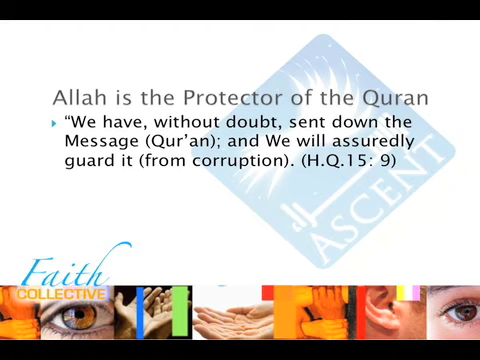 Allah is the Protector of the Quran
“We have, without doubt, sent down the
Message (Qur’an); and We will assuredly
guard it (from corruption). (H.Q.15: 9)
ASCENT
Faith
COLLECTIVE